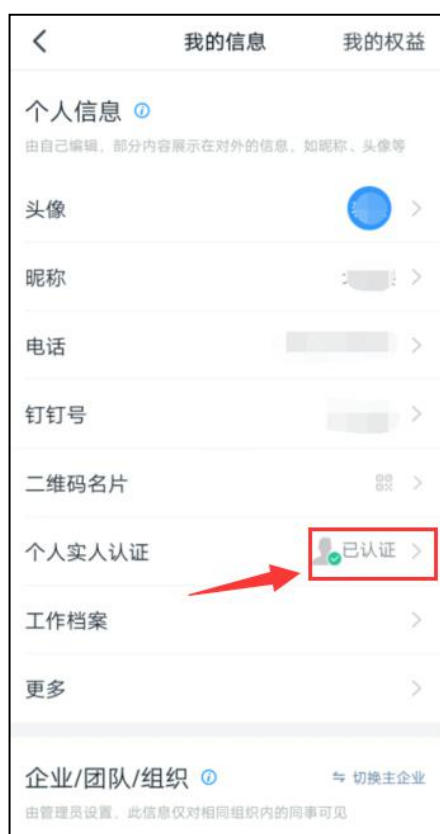 我的信息 我的权益
个人信息
由自己编辑，部分内容展示在对外的信息，如昵称、头像等
头像
昵称
电话
钉钉号
二维码名片
个人实人认证 已认证
工作档案
更多
企业/团队/组织 切换主企业
由管理员设置，此信息仅对相同组织内的同事可见